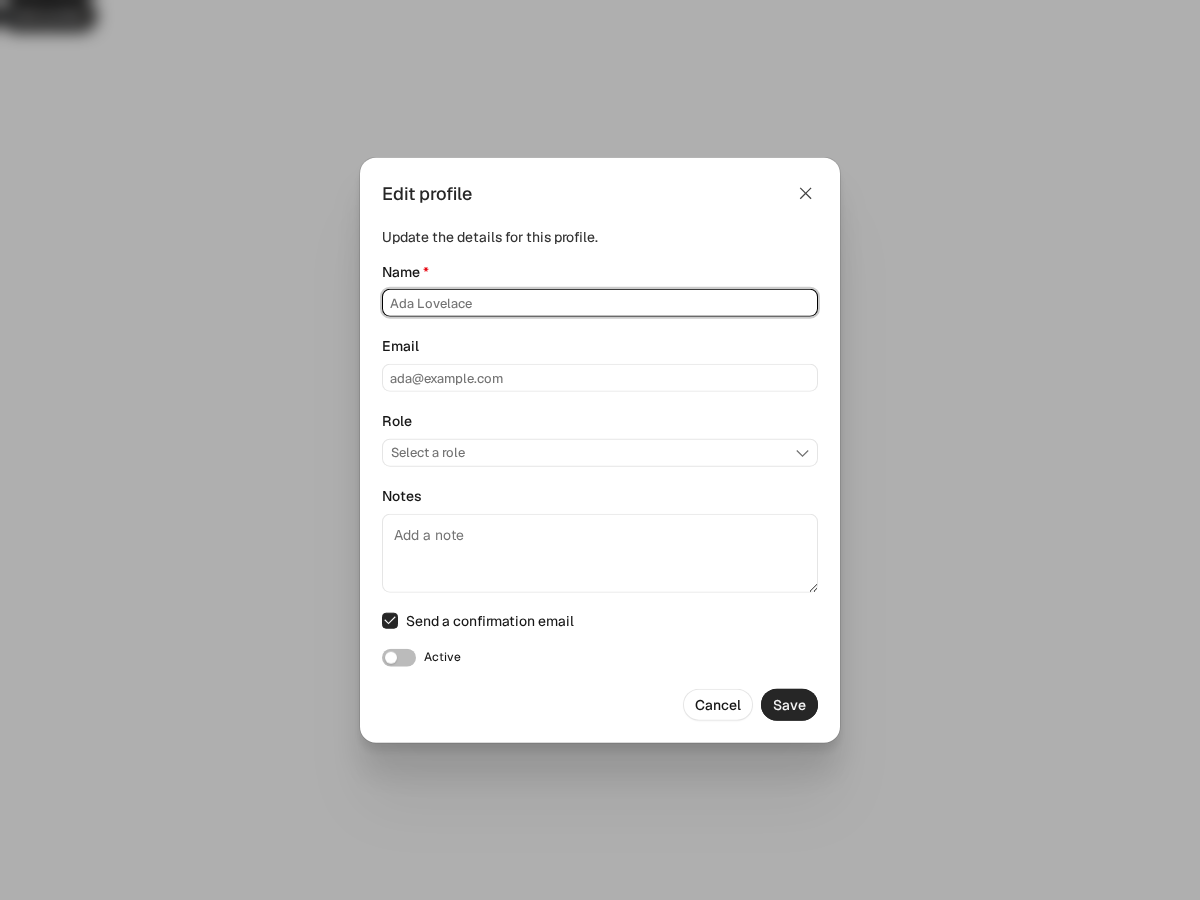 Edit profile
Update the details for this profile.
Name *
Ada Lovelace
Email
ada@example.com
Role
Select a role
Notes
Add a note
Send a confirmation email
Active
Cancel Save